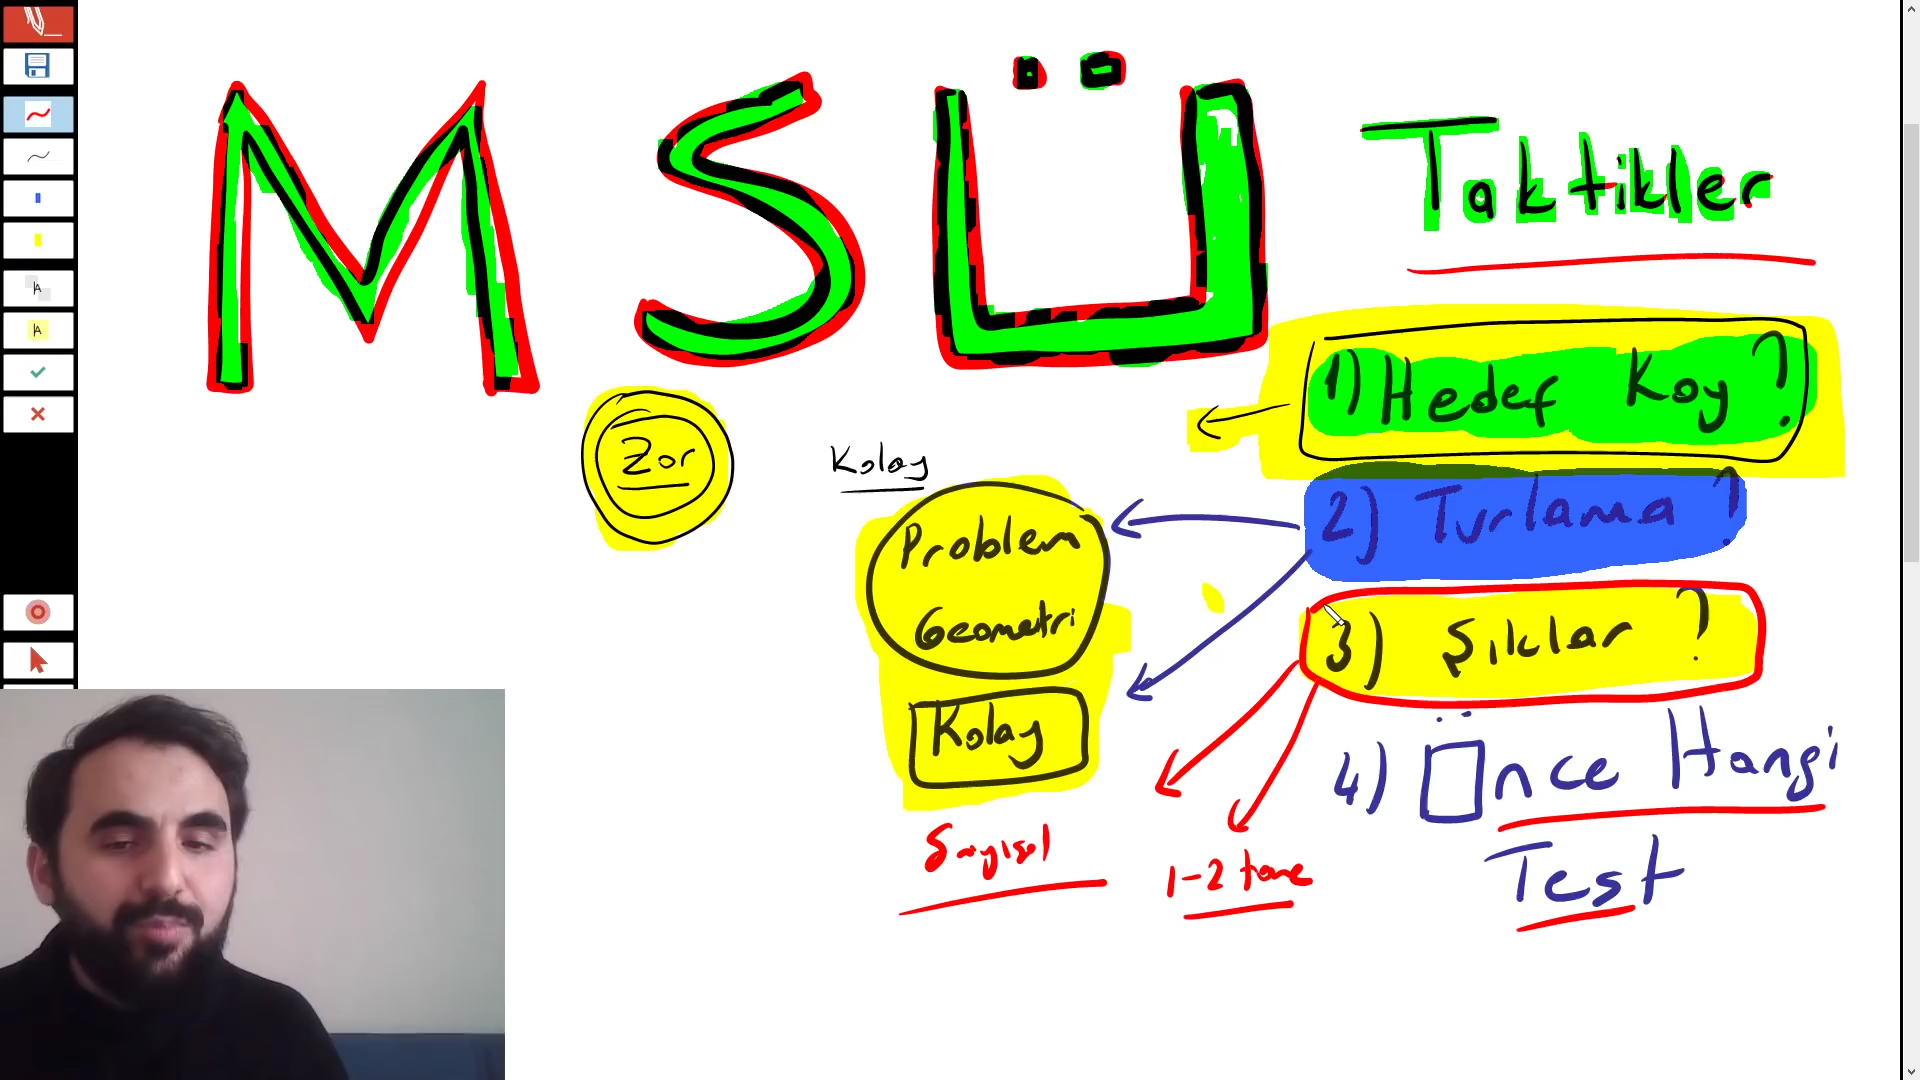 MSÜ
Taktikler
1) Hedef Koy ?
Zor
Kolay
2) Turlama ?
Problem
Geometri
3) Şıklar ?
Kolay
4) Önce Hangi
Test
Sayısal
1-2 tane